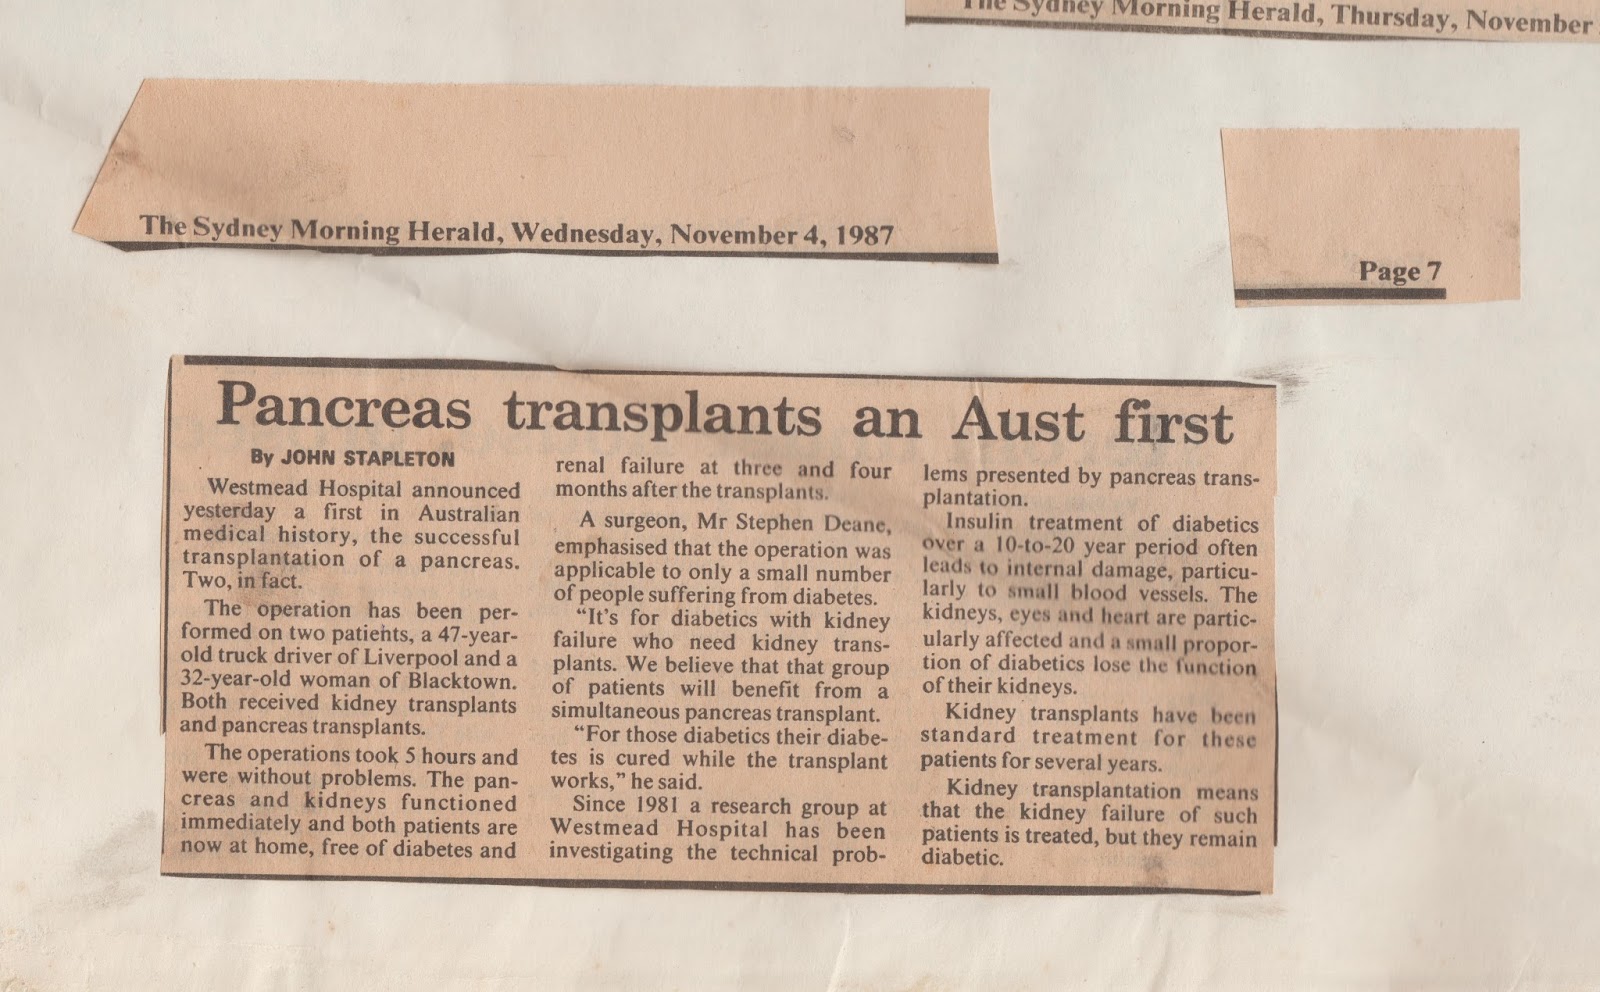 The Sydney Morning Herald, Thursday, November
The Sydney Morning Herald, Wednesday, November 4, 1987
Page 7
Pancreas transplants an Aust first
By JOHN STAPLETON
Westmead Hospital announced
yesterday a first in Australian
medical history, the successful
transplantation of a pancreas.
Two, in fact.
The operation has been per-
formed on two patients, a 47-year-
old truck driver of Liverpool and a
32-year-old woman of Blacktown.
Both received kidney transplants
and pancreas transplants.
The operations took 5 hours and
were without problems. The pan-
creas and kidneys functioned
immediately and both patients are
now at home, free of diabetes and
renal failure at three and four
months after the transplants.
A surgeon, Mr Stephen Deane,
emphasised that the operation was
applicable to only a small number
of people suffering from diabetes.
“It’s for diabetics with kidney
failure who need kidney trans-
plants. We believe that that group
of patients will benefit from a
simultaneous pancreas transplant.
“For those diabetics their diabe-
tes is cured while the transplant
works,” he said.
Since 1981 a research group at
Westmead Hospital has been
investigating the technical prob-
lems presented by pancreas trans-
plantation.
Insulin treatment of diabetics
over a 10-to-20 year period often
leads to internal damage, particu-
larly to small blood vessels. The
kidneys, eyes and heart are partic-
ularly affected and a small propor-
tion of diabetics lose the function
of their kidneys.
Kidney transplants have been
standard treatment for these
patients for several years.
Kidney transplantation means
that the kidney failure of such
patients is treated, but they remain
diabetic.